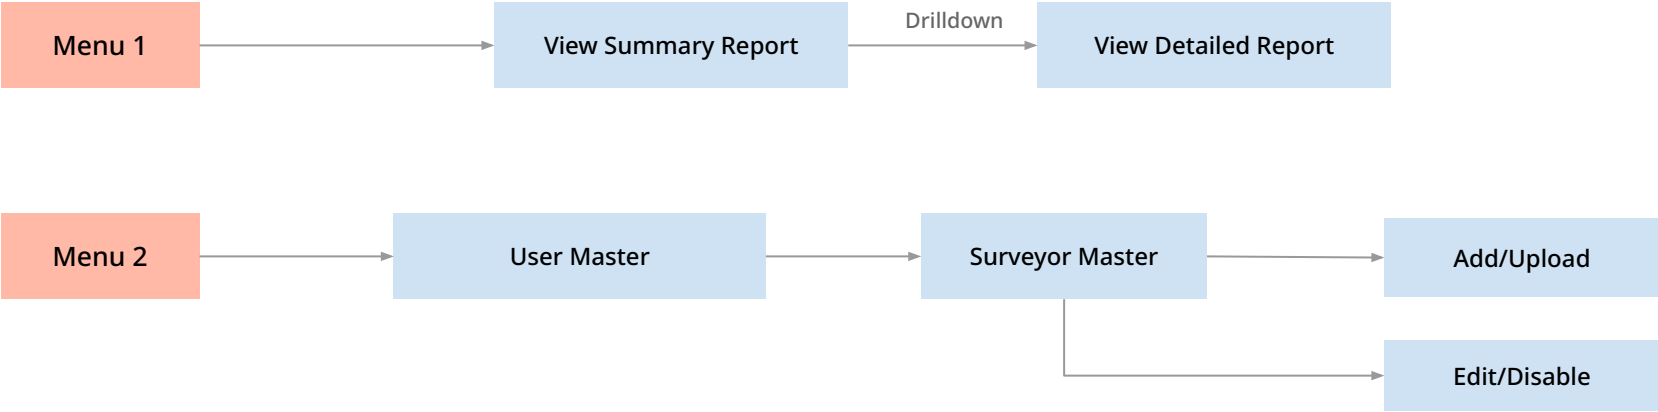 Menu 1
View Summary Report
Drilldown
View Detailed Report
Menu 2
User Master
Surveyor Master
Add/Upload
Edit/Disable